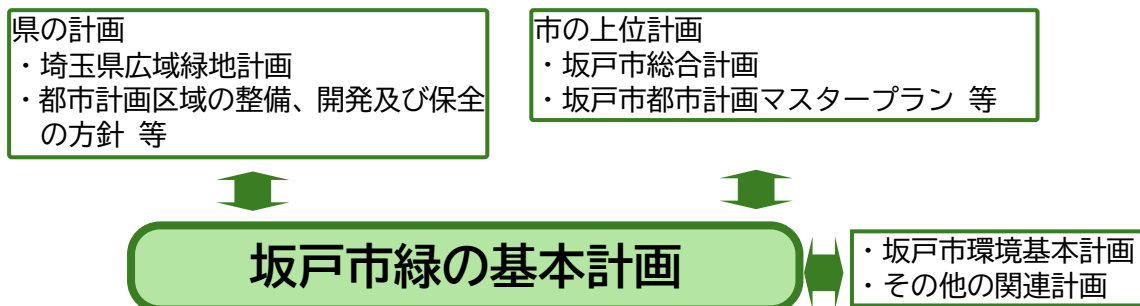 県の計画
・埼玉県広域緑地計画
・都市計画区域の整備、開発及び保全
の方針 等
市の上位計画
・坂戸市総合計画
・坂戸市都市計画マスタープラン 等
坂戸市緑の基本計画
・坂戸市環境基本計画
・その他の関連計画